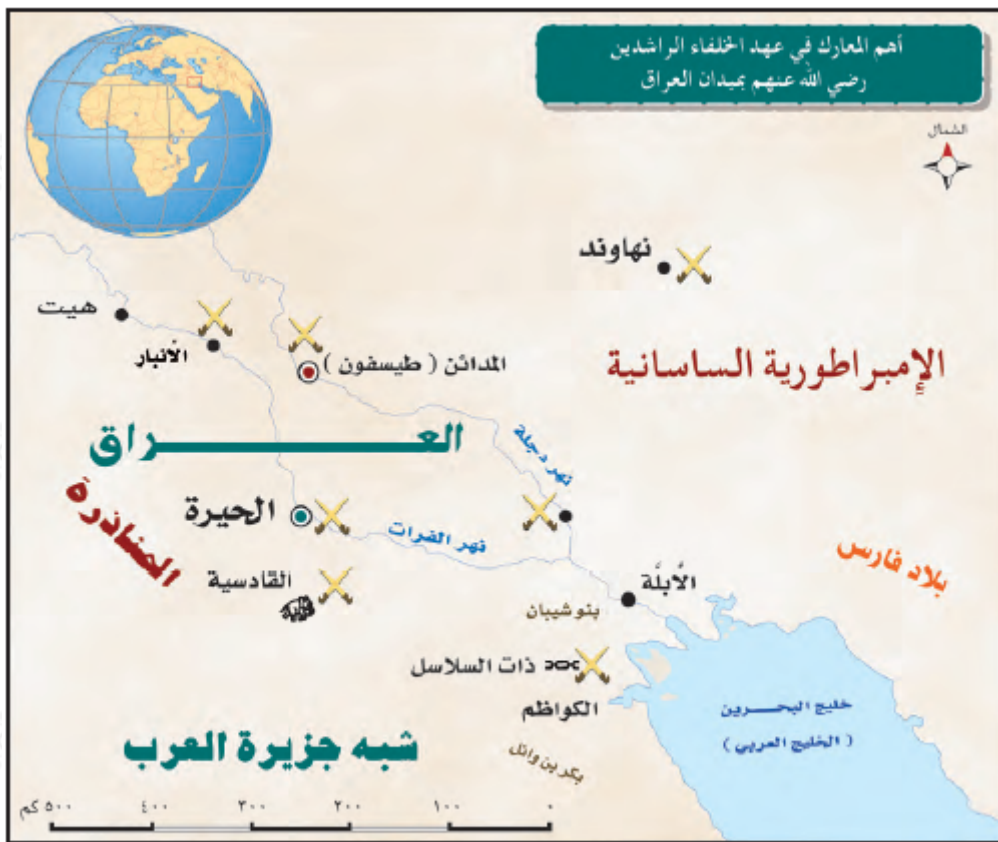 أهم المعارك في عهد الخلفاء الراشدين
رضي الله عنهم بميدان العراق
الشمال
نهاوند
هيت
الأنبار
المدائن ( طيسفون )
الإمبراطورية الساسانية
العـــراق
نهر دجلة
المناذرة
الحيرة
نهر الفرات
بلاد فارس
القادسية
الأبلّة
بنو شيبان
ذات السلاسل
الكواظم
خليج البحـــرين
( الخليج العربي )
شبه جزيرة العرب
بكر بن وائل
٥٠٠ كم ٤٠٠ ٣٠٠ ٢٠٠ ١٠٠ ٠